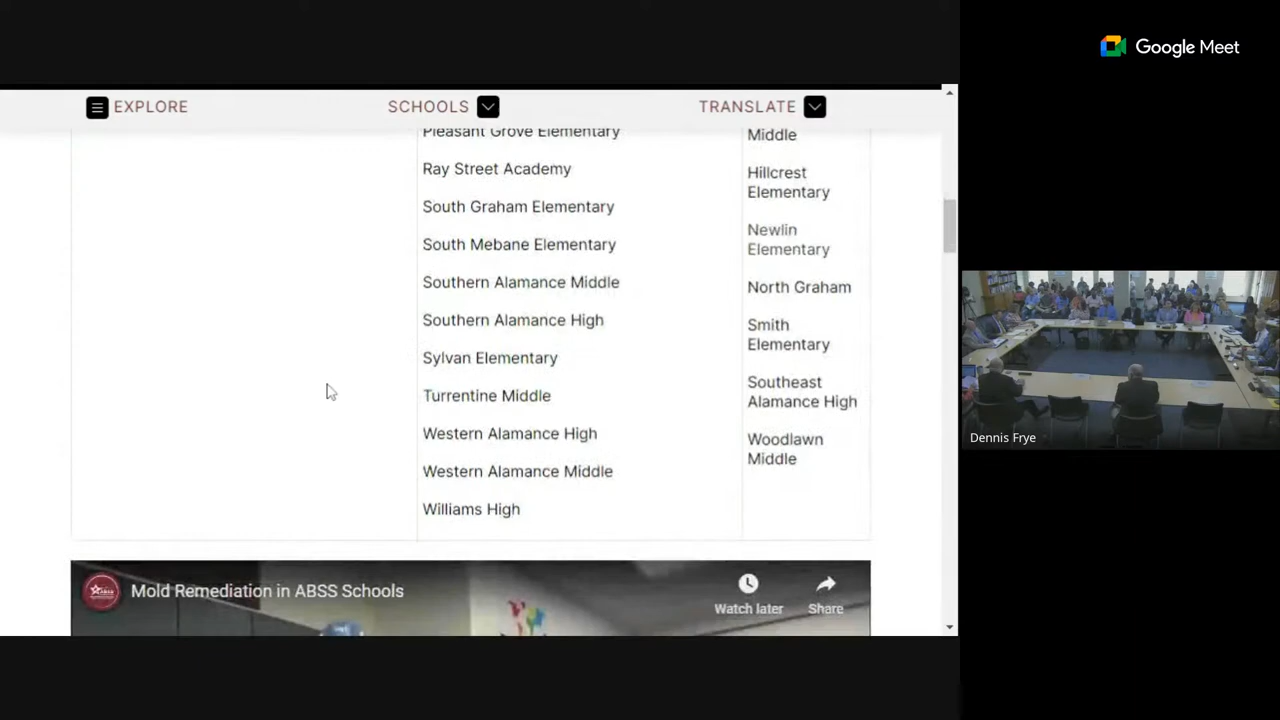 Google Meet
EXPLORE
SCHOOLS
TRANSLATE
Pleasant Grove Elementary
Ray Street Academy
South Graham Elementary
South Mebane Elementary
Southern Alamance Middle
Southern Alamance High
Sylvan Elementary
Turrentine Middle
Western Alamance High
Western Alamance Middle
Williams High
Middle
Hillcrest
Elementary
Newlin
Elementary
North Graham
Smith
Elementary
Southeast
Alamance High
Woodlawn
Middle
ABSS
Mold Remediation in ABSS Schools
Watch later
Share
Dennis Frye